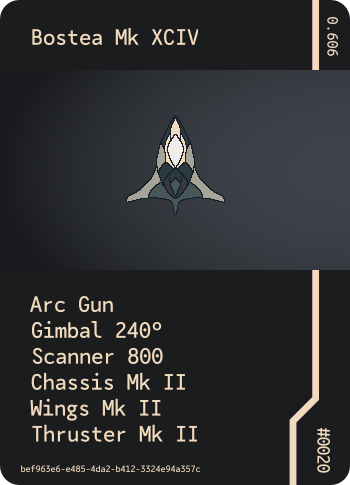 Bostea Mk XCIV
0.606
Arc Gun
Gimbal 240°
Scanner 800
Chassis Mk II
Wings Mk II
Thruster Mk II
#0020
bef963e6-e485-4da2-b412-3324e94a357c